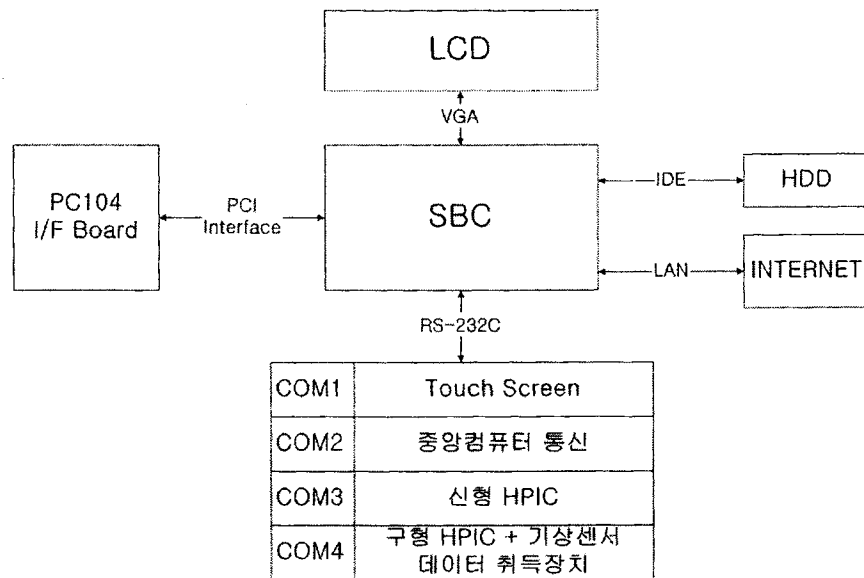 LCD
VGA
PC104
I/F Board
PCI
Interface
SBC
IDE
HDD
LAN
INTERNET
RS-232C
COM1 Touch Screen
COM2 중앙컴퓨터 통신
COM3 신형 HPIC
COM4 구형 HPIC + 기상센서
데이터 취득장치